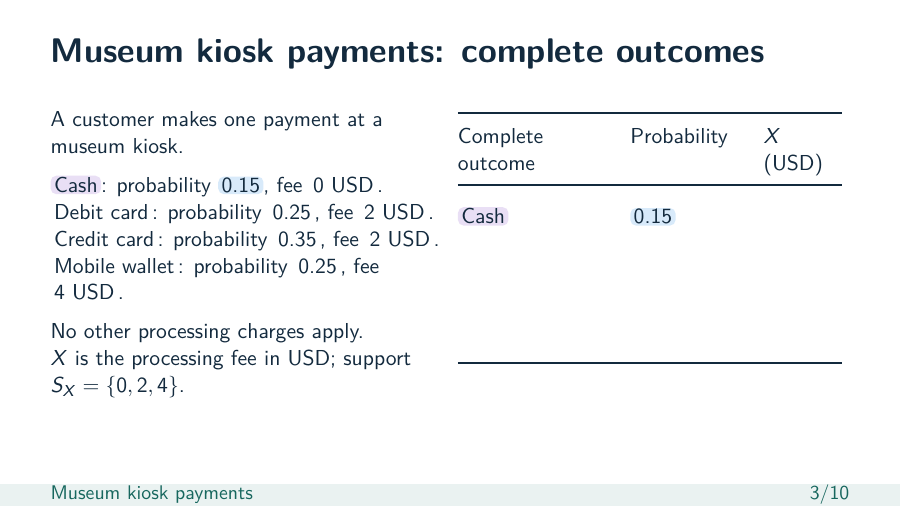 Museum kiosk payments: complete outcomes
A customer makes one payment at a
museum kiosk.
Cash: probability 0.15, fee 0 USD.
Debit card: probability 0.25, fee 2 USD.
Credit card: probability 0.35, fee 2 USD.
Mobile wallet: probability 0.25, fee
4 USD.
No other processing charges apply.
X is the processing fee in USD; support
S_X = {0, 2, 4}.
Complete outcome Probability X (USD)
Cash 0.15
Museum kiosk payments 3/10